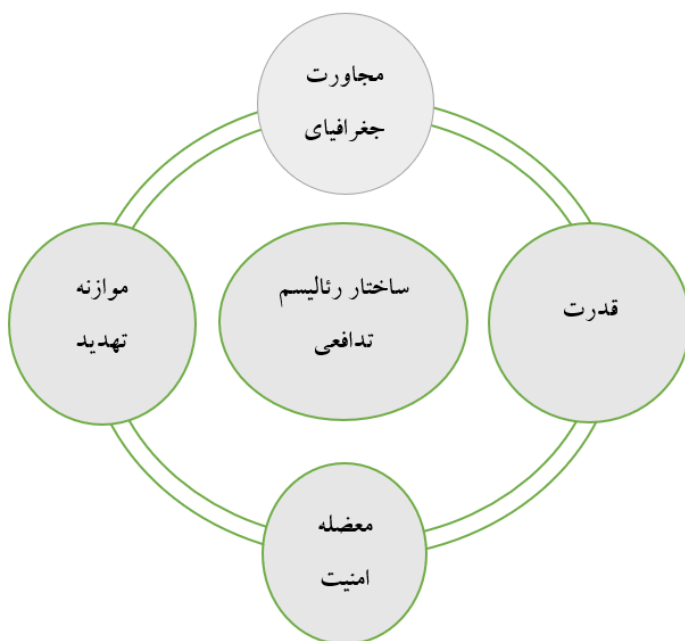 مجاورت
جغرافیای
قدرت
ساختار رئالیسم
تدافعی
موازنه
تهدید
معضله
امنیت